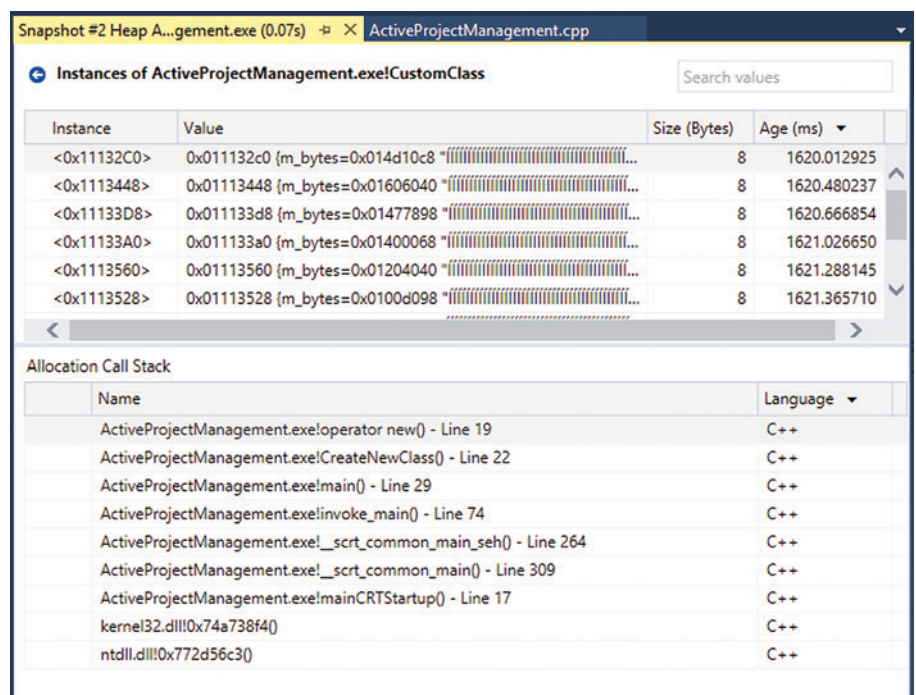 Snapshot #2 Heap A...gement.exe (0.07s) ActiveProjectManagement.cpp
Instances of ActiveProjectManagement.exe!CustomClass Search values
Instance Value Size (Bytes) Age (ms)
<0x11132C0> 0x011132c0 {m_bytes=0x014d10c8 " 8 1620.012925
<0x1113448> 0x01113448 {m_bytes=0x01606040 " 8 1620.480237
<0x11133D8> 0x011133d8 {m_bytes=0x01477898 " 8 1620.666854
<0x11133A0> 0x011133a0 {m_bytes=0x01400068 " 8 1621.026650
<0x1113560> 0x01113560 {m_bytes=0x01204040 " 8 1621.288145
<0x1113528> 0x01113528 {m_bytes=0x0100d098 " 8 1621.365710
Allocation Call Stack
Name Language
ActiveProjectManagement.exe!operator new() - Line 19 C++
ActiveProjectManagement.exe!CreateNewClass() - Line 22 C++
ActiveProjectManagement.exe!main() - Line 29 C++
ActiveProjectManagement.exe!invoke_main() - Line 74 C++
ActiveProjectManagement.exe!__scrt_common_main_seh() - Line 264 C++
ActiveProjectManagement.exe!__scrt_common_main() - Line 309 C++
ActiveProjectManagement.exe!mainCRTStartup() - Line 17 C++
kernel32.dll!0x74a738f4() C++
ntdll.dll!0x772d56c3() C++